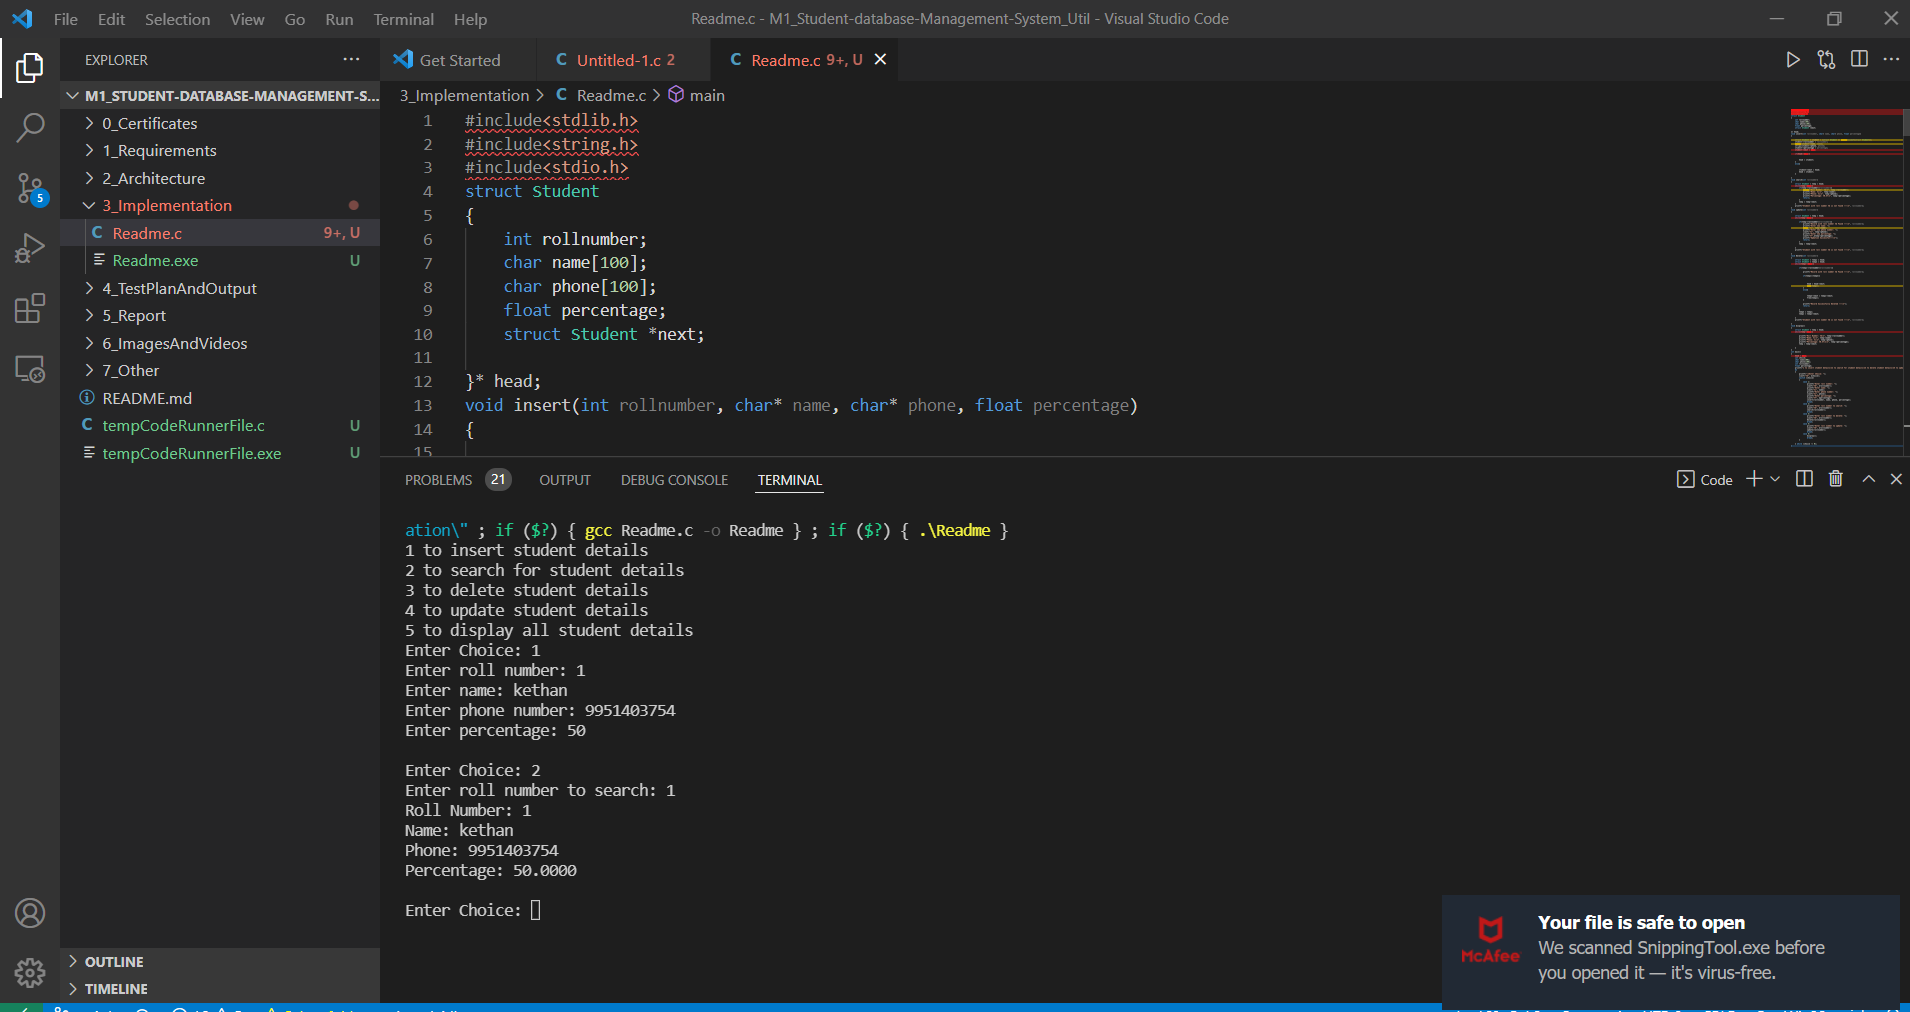 File Edit Selection View Go Run Terminal Help
Readme.c - M1_Student-database-Management-System_Util - Visual Studio Code
EXPLORER
M1_STUDENT-DATABASE-MANAGEMENT-S...
0_Certificates
1_Requirements
2_Architecture
3_Implementation
Readme.c 9+, U
Readme.exe U
4_TestPlanAndOutput
5_Report
6_ImagesAndVideos
7_Other
README.md
tempCodeRunnerFile.c U
tempCodeRunnerFile.exe U
OUTLINE
TIMELINE
5
Get Started
Untitled-1.c 2
Readme.c 9+, U
3_Implementation > C Readme.c > main
1 #include<stdlib.h>
2 #include<string.h>
3 #include<stdio.h>
4 struct Student
5 {
6 int rollnumber;
7 char name[100];
8 char phone[100];
9 float percentage;
10 struct Student *next;
11
12 }* head;
13 void insert(int rollnumber, char* name, char* phone, float percentage)
14 {
15
PROBLEMS 21 OUTPUT DEBUG CONSOLE TERMINAL
Code
ation\" ; if ($?) { gcc Readme.c -o Readme } ; if ($?) { .\Readme }
1 to insert student details
2 to search for student details
3 to delete student details
4 to update student details
5 to display all student details
Enter Choice: 1
Enter roll number: 1
Enter name: kethan
Enter phone number: 9951403754
Enter percentage: 50
Enter Choice: 2
Enter roll number to search: 1
Roll Number: 1
Name: kethan
Phone: 9951403754
Percentage: 50.0000
Enter Choice:
McAfee
Your file is safe to open
We scanned SnippingTool.exe before
you opened it — it's virus-free.